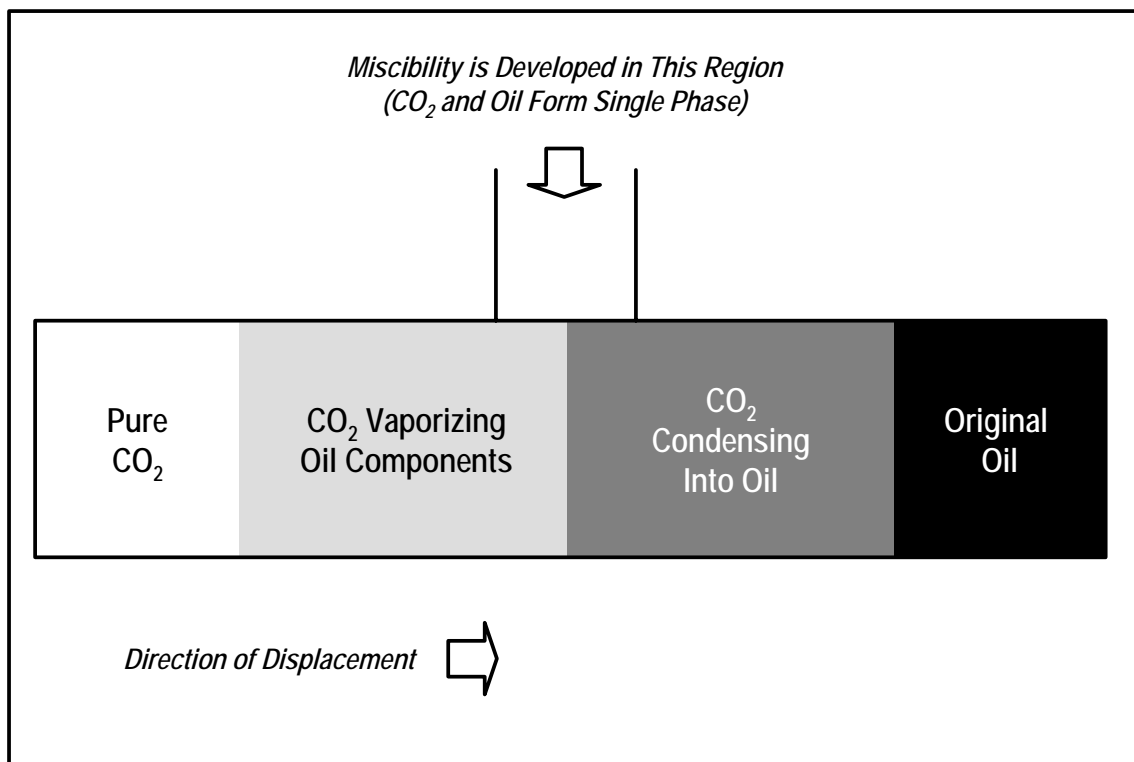 Miscibility is Developed in This Region
(CO₂ and Oil Form Single Phase)
Pure
CO₂
CO₂ Vaporizing
Oil Components
CO₂
Condensing
Into Oil
Original
Oil
Direction of Displacement